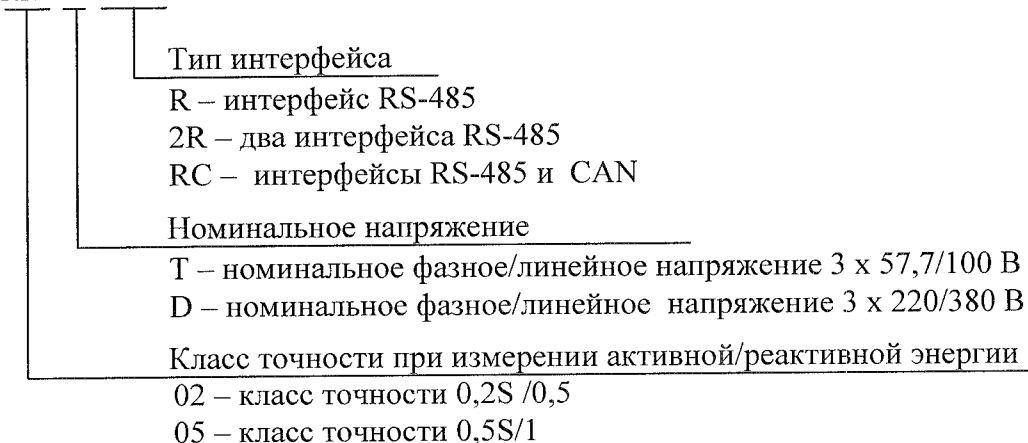 Тип интерфейса
R – интерфейс RS-485
2R – два интерфейса RS-485
RC – интерфейсы RS-485 и CAN
Номинальное напряжение
T – номинальное фазное/линейное напряжение 3 x 57,7/100 В
D – номинальное фазное/линейное напряжение 3 x 220/380 В
Класс точности при измерении активной/реактивной энергии
02 – класс точности 0,2S /0,5
05 – класс точности 0,5S/1